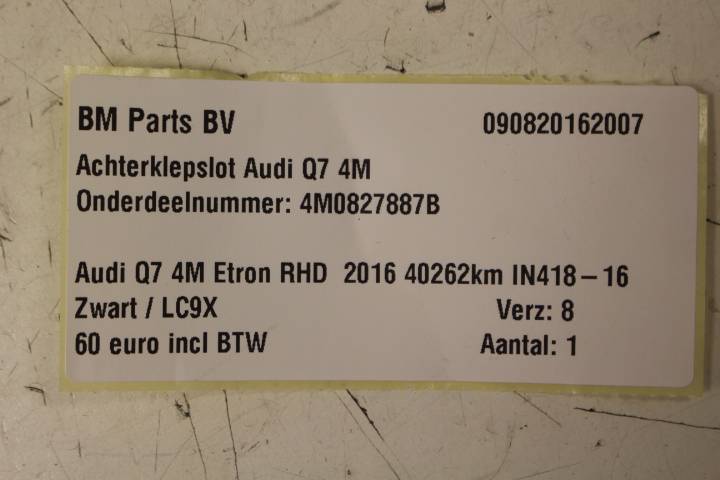 BM Parts BV 090820162007
Achterklepslot Audi Q7 4M
Onderdeelnummer: 4M0827887B
Audi Q7 4M Etron RHD 2016 40262km IN418-16
Zwart / LC9X Verz: 8
60 euro incl BTW Aantal: 1